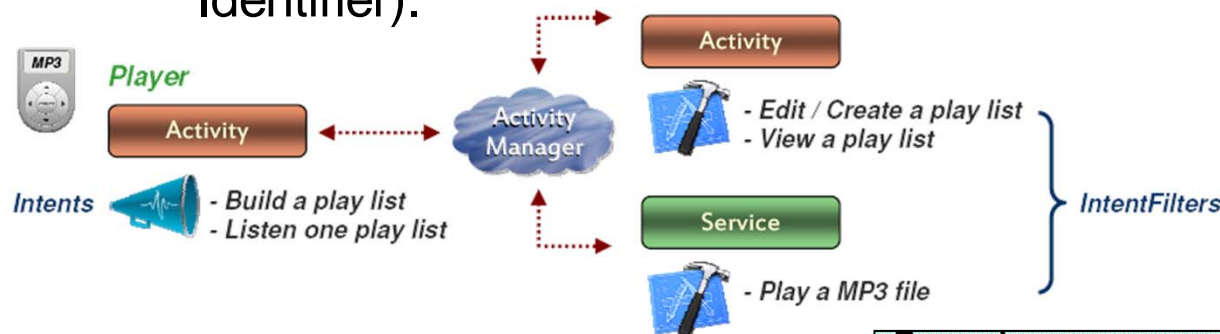 Identifier).
MP3
Player
Activity
Intents
- Build a play list
- Listen one play list
Activity
Manager
Activity
- Edit / Create a play list
- View a play list
Service
- Play a MP3 file
IntentFilters